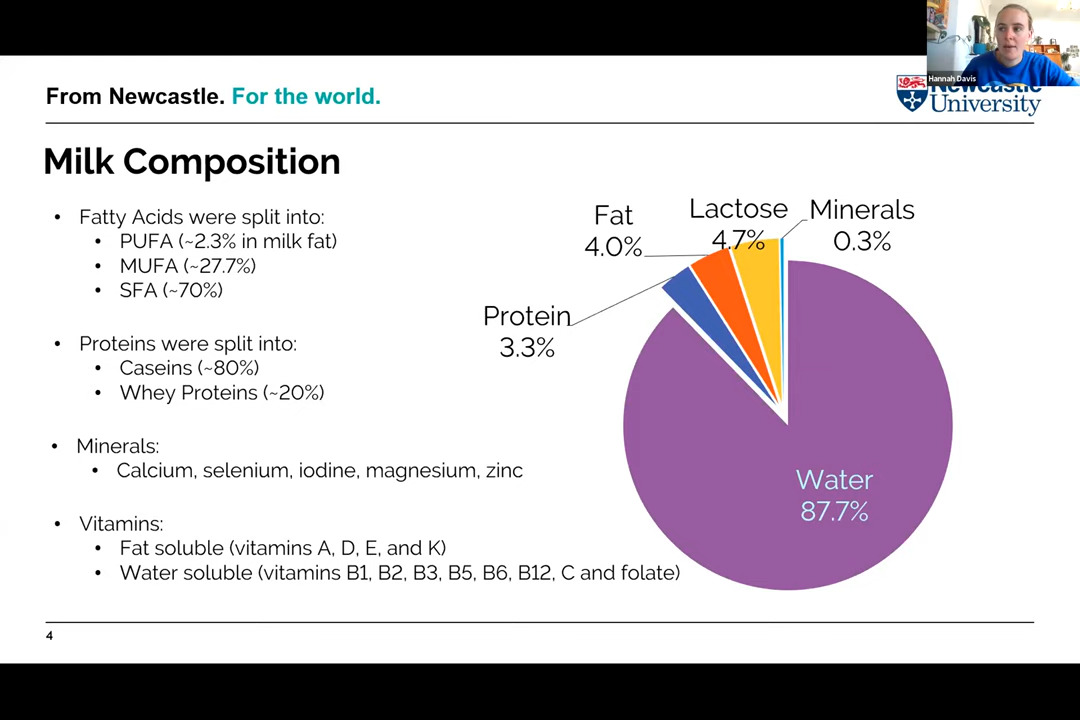 Hannah Davis
From Newcastle. For the world.
Newcastle
University
Milk Composition
• Fatty Acids were split into:
• PUFA (~2.3% in milk fat)
• MUFA (~27.7%)
• SFA (~70%)
• Proteins were split into:
• Caseins (~80%)
• Whey Proteins (~20%)
• Minerals:
• Calcium, selenium, iodine, magnesium, zinc
• Vitamins:
• Fat soluble (vitamins A, D, E, and K)
• Water soluble (vitamins B1, B2, B3, B5, B6, B12, C and folate)
Fat
4.0%
Lactose
4.7%
Minerals
0.3%
Protein
3.3%
Water
87.7%
4